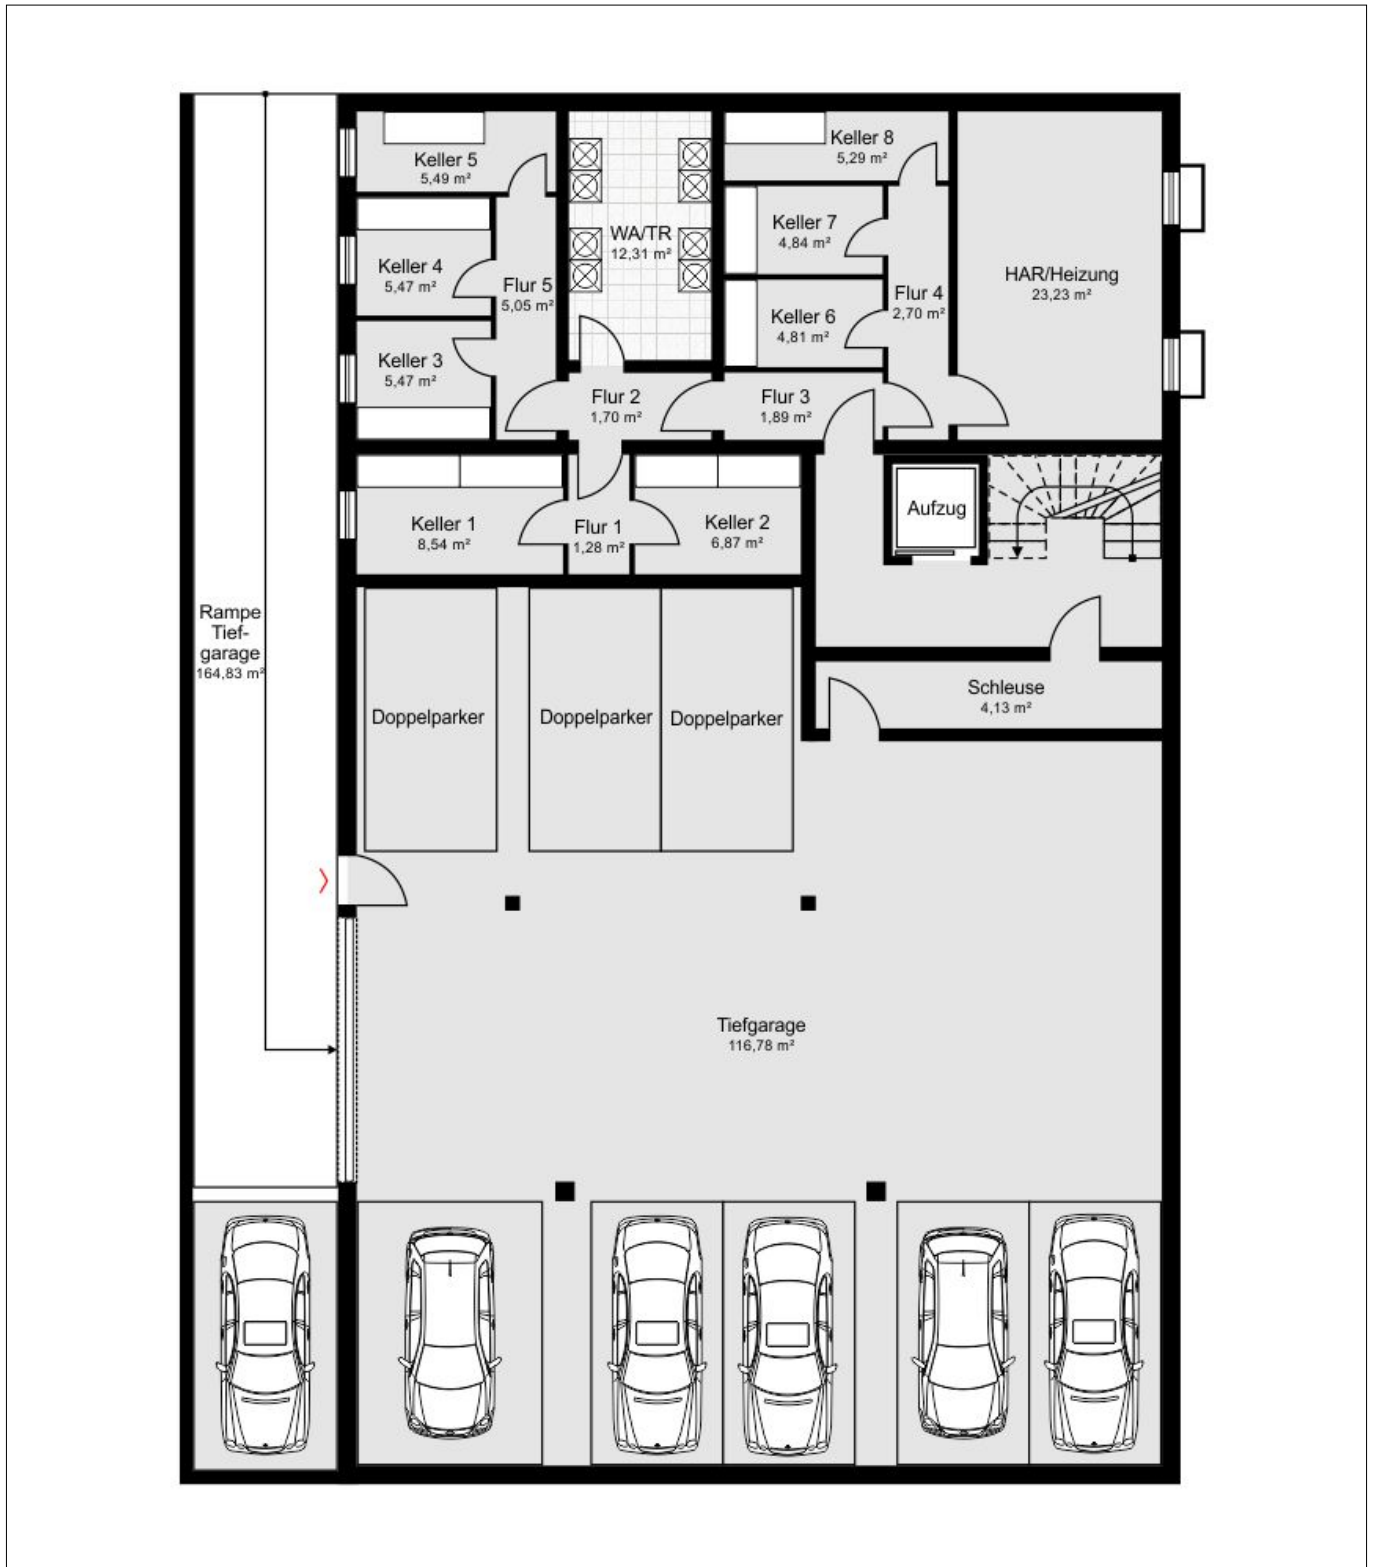 Keller 5
5,49 m²
Keller 8
5,29 m²
Keller 7
4,84 m²
WA/TR
12,31 m²
Keller 4
5,47 m²
Flur 5
5,05 m²
Flur 4
2,70 m²
HAR/Heizung
23,23 m²
Keller 6
4,81 m²
Keller 3
5,47 m²
Flur 2
1,70 m²
Flur 3
1,89 m²
Keller 1
8,54 m²
Flur 1
1,28 m²
Keller 2
6,87 m²
Aufzug
Rampe
Tief-
garage
164,83 m²
Schleuse
4,13 m²
Doppelparker
Doppelparker
Doppelparker
Tiefgarage
116,78 m²